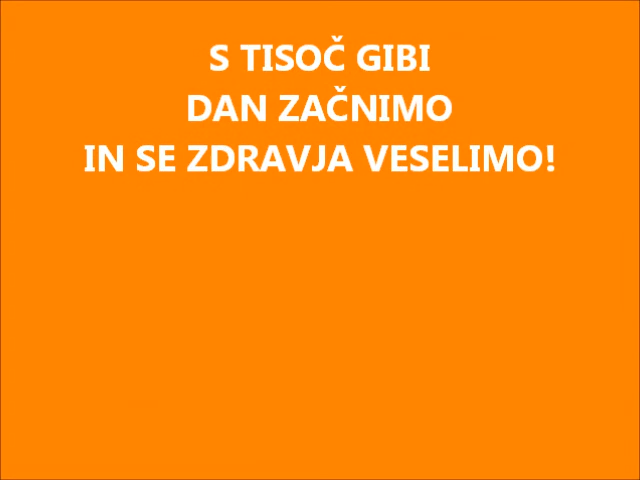 S TISOČ GIBI
DAN ZAČNIMO
IN SE ZDRAVJA VESELIMO!